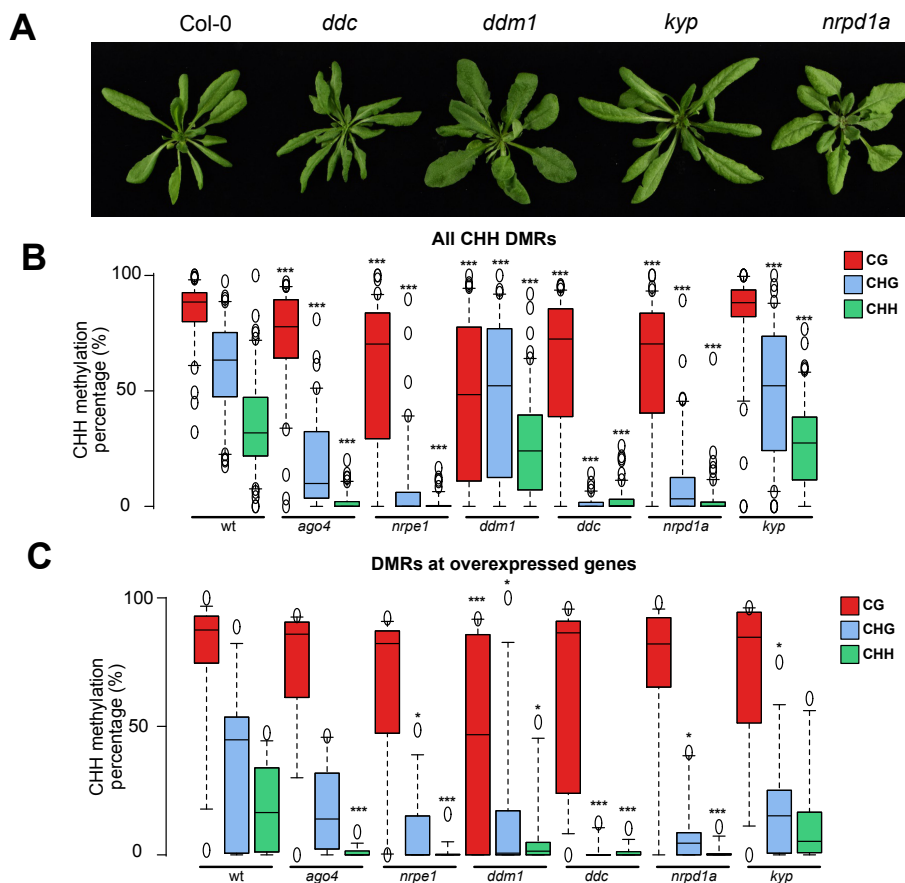 A
Col-0 ddc ddm1 kyp nrpd1a
B
All CHH DMRs
CHH methylation
percentage (%)
100
50
0
*** *** *** *** *** *** *** *** *** *** *** *** *** *** *** *** ***
CG
CHG
CHH
wt ago4 nrpe1 ddm1 ddc nrpd1a kyp
C
DMRs at overexpressed genes
CHH methylation
percentage (%)
100
50
0
*** * *** *** * * *** *** * *** *
CG
CHG
CHH
wt ago4 nrpe1 ddm1 ddc nrpd1a kyp